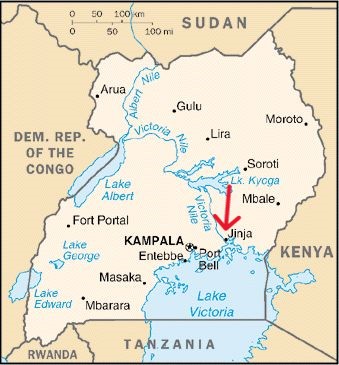 0 50 100 km
0 50 100 mi
SUDAN
Arua
Albert Nile
Gulu
Moroto
Lira
Victoria Nile
DEM. REP.
OF THE
CONGO
Soroti
Lk. Kyoga
Lake
Albert
Mbale
Victoria Nile
Fort Portal
Jinja
KAMPALA
Port
Bell
Entebbe
KENYA
Lake
George
Masaka
Lake
Edward
Mbarara
Lake
Victoria
RWANDA
TANZANIA